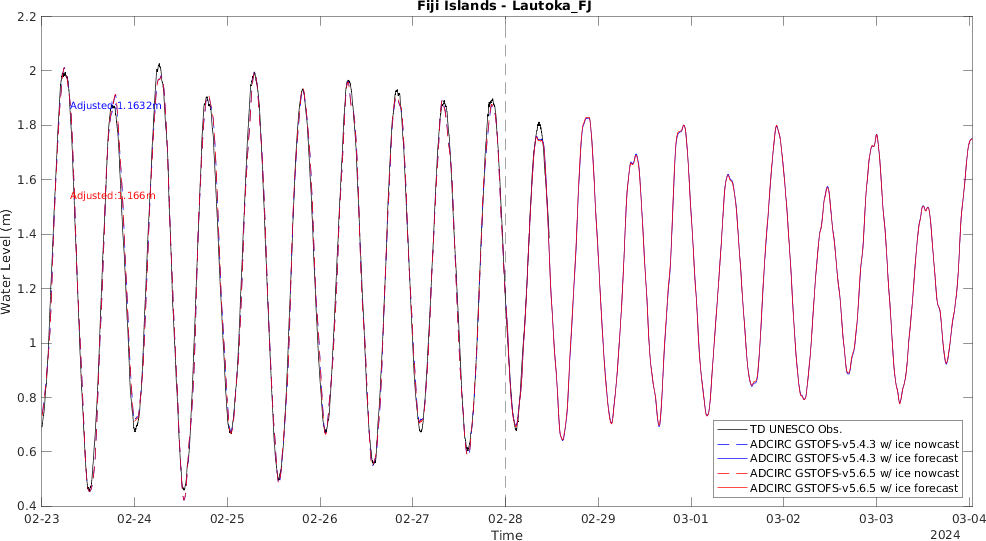 Fiji Islands - Lautoka_FJ
2.2
2
1.8
1.6
1.4
1.2
1
0.8
0.6
0.4
Water Level (m)
Adjusted:1.1632m
Adjusted:1.166m
TD UNESCO Obs.
ADCIRC GSTOFS-v5.4.3 w/ ice nowcast
ADCIRC GSTOFS-v5.4.3 w/ ice forecast
ADCIRC GSTOFS-v5.6.5 w/ ice nowcast
ADCIRC GSTOFS-v5.6.5 w/ ice forecast
02-23 02-24 02-25 02-26 02-27 02-28 02-29 03-01 03-02 03-03 03-04
Time
2024